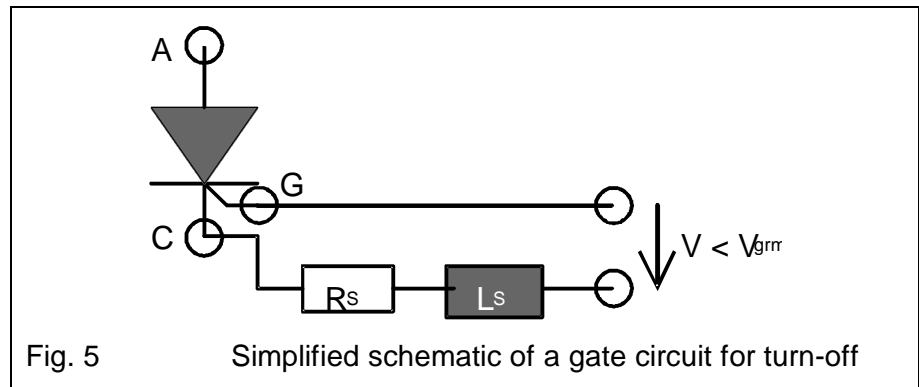 A
G
C
V < Vgrm
Rs
Ls
Fig. 5 Simplified schematic of a gate circuit for turn-off